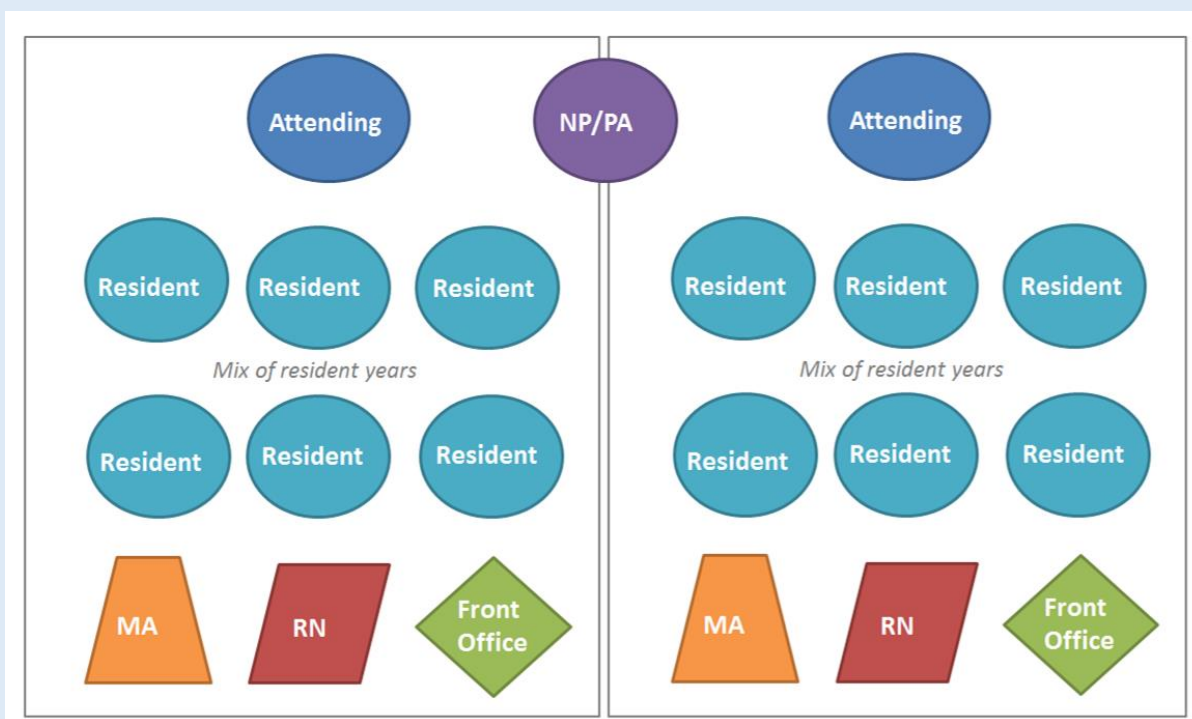 Attending
NP/PA
Attending
Resident
Resident
Resident
Resident
Resident
Resident
Mix of resident years
Mix of resident years
Resident
Resident
Resident
Resident
Resident
Resident
MA
RN
Front
Office
MA
RN
Front
Office